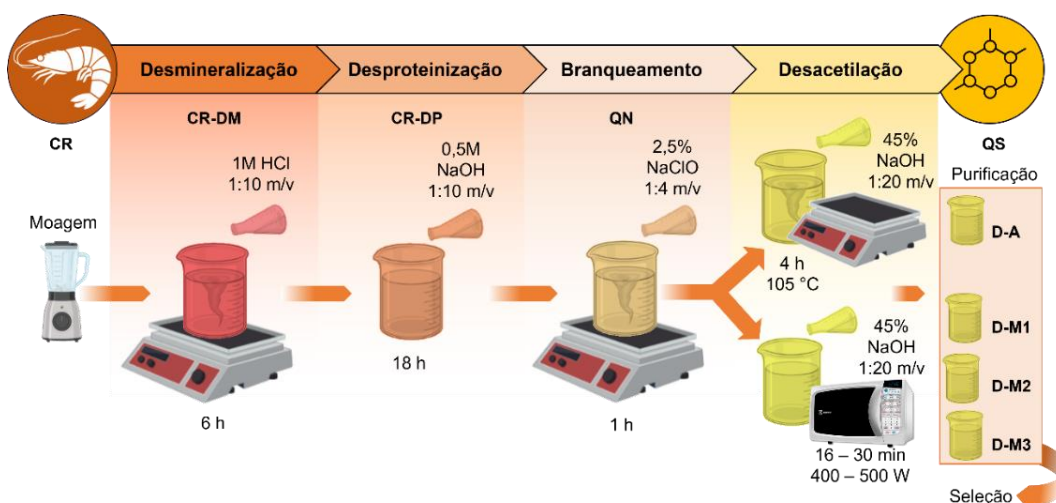 Desmineralização
Desproteinização
Branqueamento
Desacetilação
CR
CR-DM
CR-DP
QN
QS
Moagem
1M HCl
1:10 m/v
6 h
0,5M
NaOH
1:10 m/v
18 h
2,5%
NaClO
1:4 m/v
1 h
45%
NaOH
1:20 m/v
4 h
105 °C
45%
NaOH
1:20 m/v
16 – 30 min
400 – 500 W
Purificação
D-A
D-M1
D-M2
D-M3
Seleção